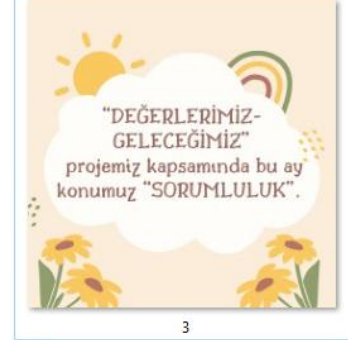 “DEĞERLERİMİZ-
GELECEĞİMİZ”
projemiz kapsamında bu ay
konumuz “SORUMLULUK”.
3